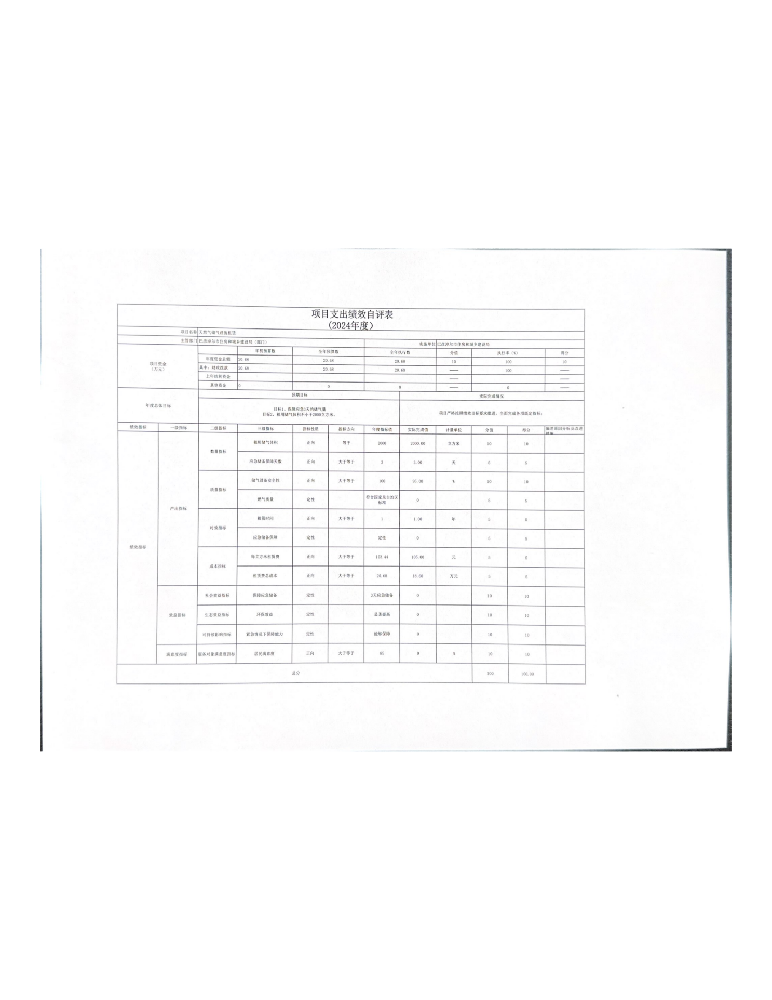 项目支出绩效自评表
(2024年度)
项目名称 天然气储气设施租赁
主管部门 巴彦淖尔市住房和城乡建设局（部门） 实施单位 巴彦淖尔市住房和城乡建设局
项目资金
（万元）
年初预算数 全年预算数 全年执行数 分值 执行率（%） 得分
年度资金总额 20.68 20.68 20.68 10 100 10
其中：财政拨款 20.68 20.68 20.68 —— 100 ——
上年结转资金 —— ——
其他资金 0 0 0 —— 0 ——
年度总体目标
预期目标 实际完成情况
目标1、保障应急3天的储气量
目标2、租用储气体积不小于2000立方米。
项目严格按照绩效目标要求推进，全面完成各项既定指标；
绩效指标 一级指标 二级指标 三级指标 指标性质 指标方向 年度指标值 实际完成值 计量单位 分值 得分 偏差原因分析及改进
绩效指标 产出指标 数量指标 租用储气体积 正向 等于 2000 2000.00 立方米 10 10
应急储备保障天数 正向 大于等于 3 3.00 天 5 5
质量指标 储气设备安全性 正向 大于等于 100 % 10 10
燃气质量 定性 符合国家及自治区标准 0 5 5
时效指标 租赁时间 正向 大于等于 1 1.00 年 5 5
应急储备保障 定性 定性 0 5 5
成本指标 每立方米租赁费 正向 大于等于 103.44 105.00 元 5 5
租赁费总成本 正向 大于等于 20.68 18.60 万元 5 5
效益指标 社会效益指标 保障应急储备 定性 3天应急储备 0 10 10
生态效益指标 环保效益 定性 显著提高 0 10 10
可持续影响指标 紧急情况下保障能力 定性 能够保障 0 10 10
满意度指标 服务对象满意度指标 居民满意度 正向 大于等于 85 0 % 10 10
总分 100 100.00